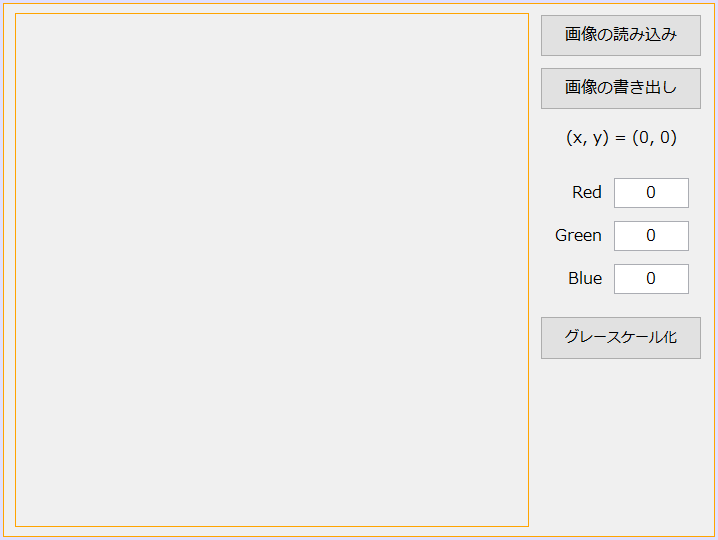 画像の読み込み
画像の書き出し
(x, y) = (0, 0)
Red 0
Green 0
Blue 0
グレースケール化